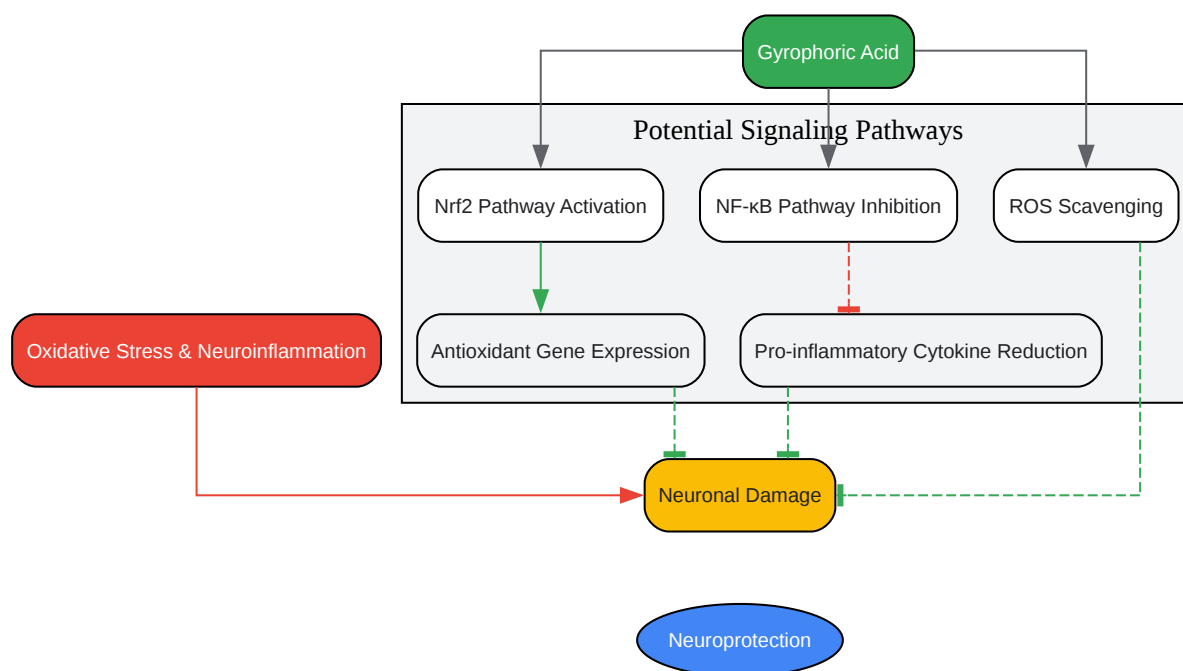 Gyrophoric Acid
Potential Signaling Pathways
Nrf2 Pathway Activation
NF-κB Pathway Inhibition
ROS Scavenging
Oxidative Stress & Neuroinflammation
Antioxidant Gene Expression
Pro-inflammatory Cytokine Reduction
Neuronal Damage
Neuroprotection